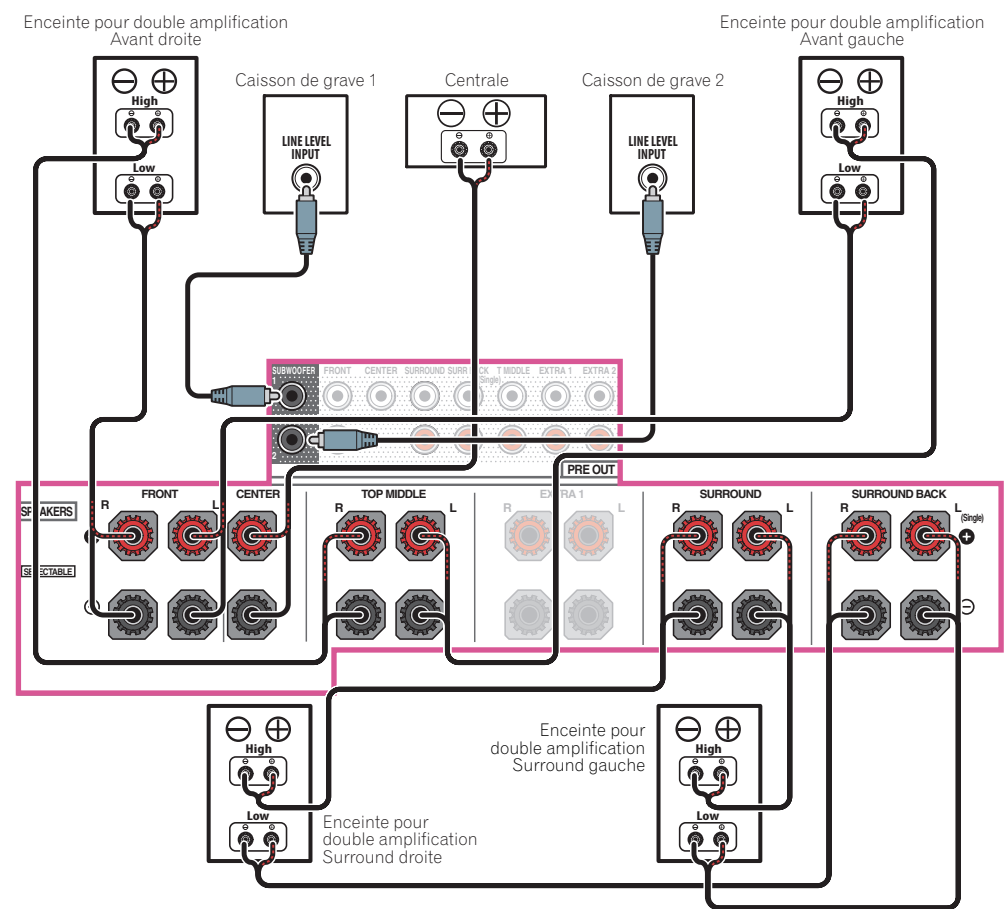 Enceinte pour double amplification
Avant droite
Enceinte pour double amplification
Avant gauche
Caisson de grave 1
Centrale
Caisson de grave 2
High
Low
LINE LEVEL
INPUT
LINE LEVEL
INPUT
High
Low
SUBWOOFER
1
2
FRONT
CENTER
SURROUND
T MIDDLE
EXTRA 1
EXTRA 2
PRE OUT
SPEAKERS
FRONT
R
L
CENTER
TOP MIDDLE
R
L
EXTRA 1
R
L
SURROUND
R
L
SURROUND BACK
R
L
(Single)
SELECTABLE
High
Low
Enceinte pour
double amplification
Surround droite
Enceinte pour
double amplification
Surround gauche
High
Low